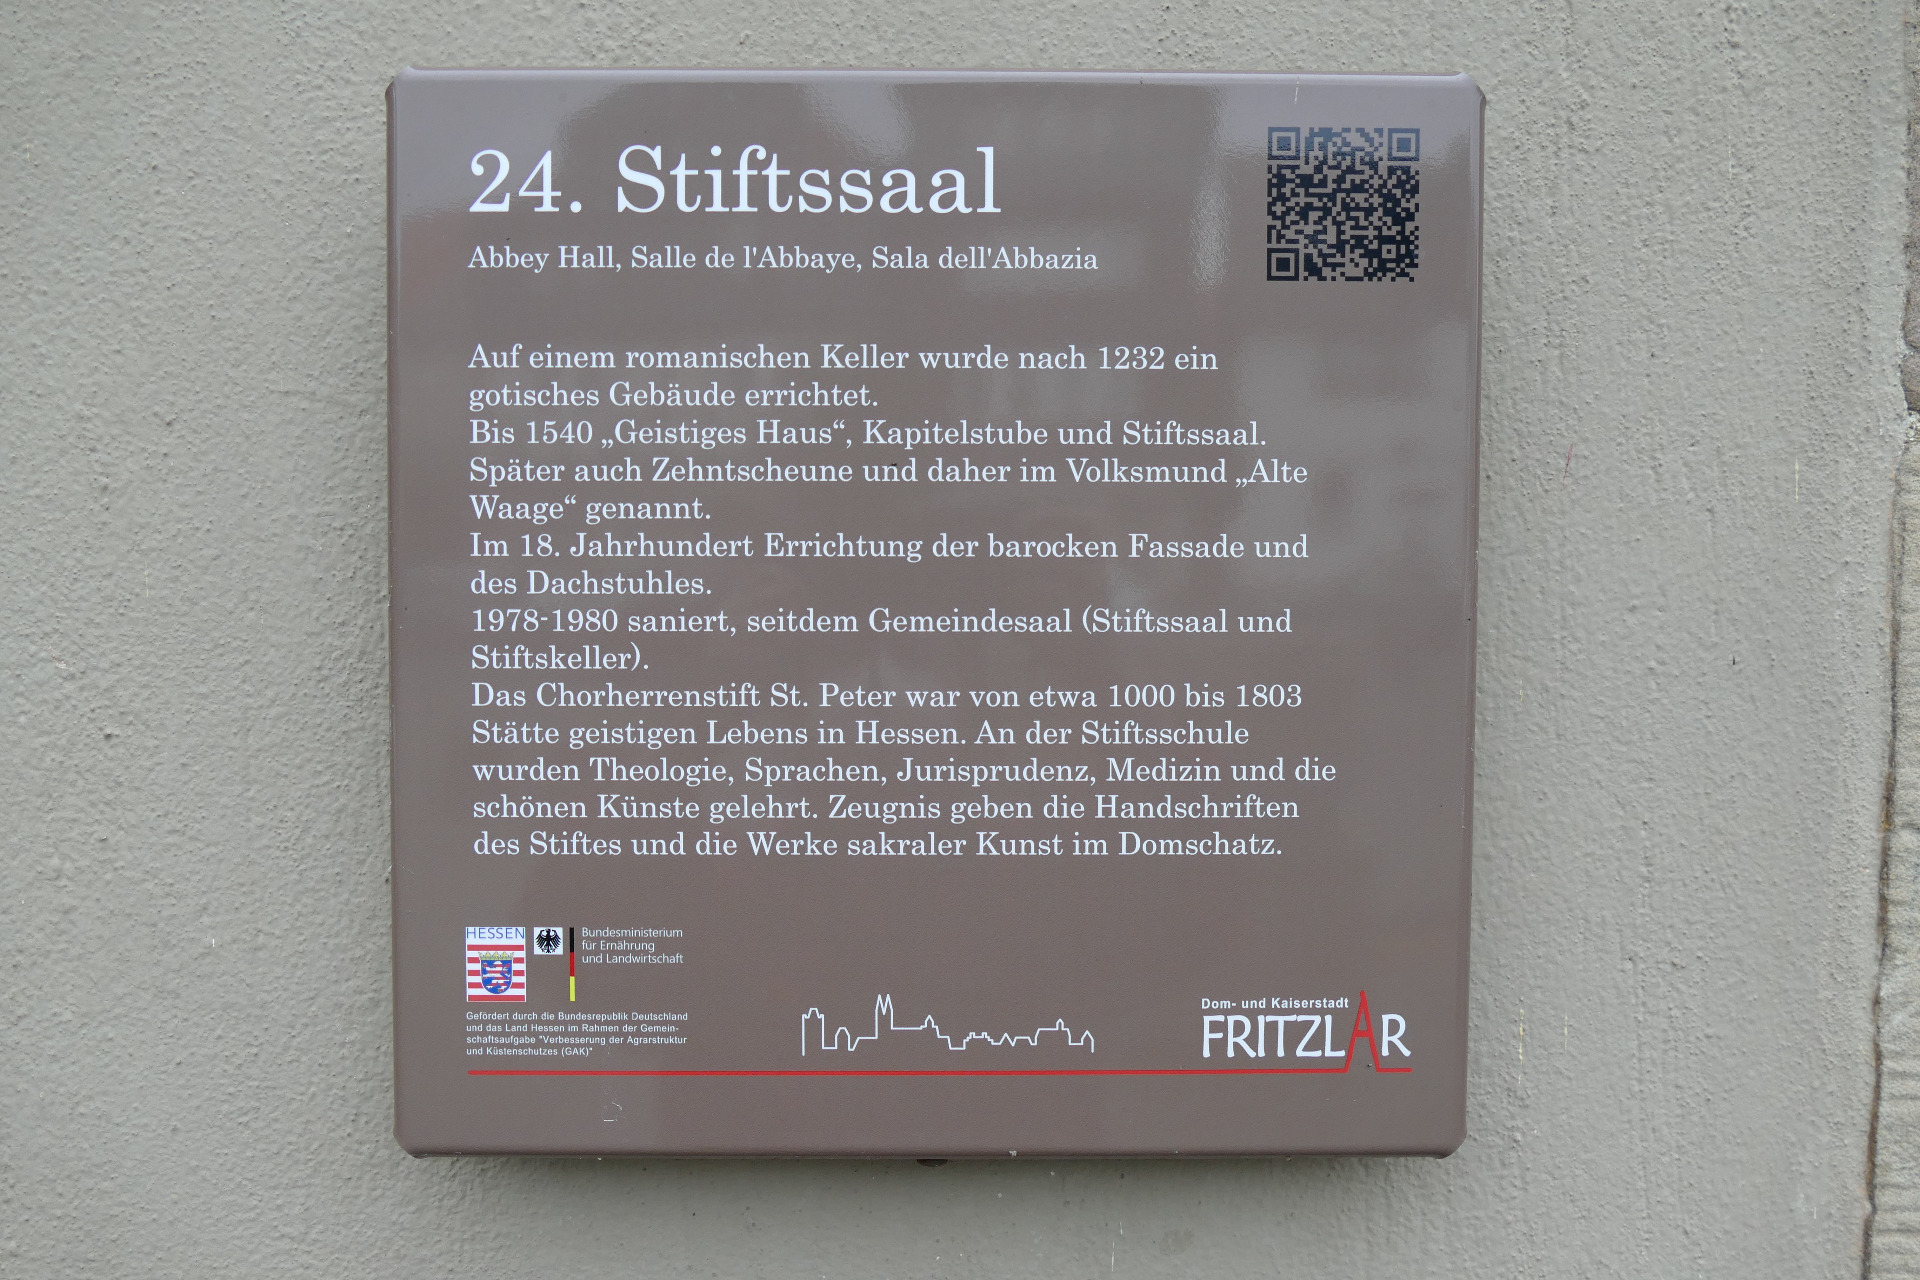 24. Stiftssaal
Abbey Hall, Salle de l'Abbaye, Sala dell'Abbazia
Auf einem romanischen Keller wurde nach 1232 ein
gotisches Gebäude errichtet.
Bis 1540 „Geistiges Haus“, Kapitelstube und Stiftssaal.
Später auch Zehntscheune und daher im Volksmund „Alte
Waage“ genannt.
Im 18. Jahrhundert Errichtung der barocken Fassade und
des Dachstuhles.
1978-1980 saniert, seitdem Gemeindesaal (Stiftssaal und
Stiftskeller).
Das Chorherrenstift St. Peter war von etwa 1000 bis 1803
Stätte geistigen Lebens in Hessen. An der Stiftsschule
wurden Theologie, Sprachen, Jurisprudenz, Medizin und die
schönen Künste gelehrt. Zeugnis geben die Handschriften
des Stiftes und die Werke sakraler Kunst im Domschatz.
HESSEN
Bundesministerium
für Ernährung
und Landwirtschaft
Gefördert durch die Bundesrepublik Deutschland
und das Land Hessen im Rahmen der Gemein-
schaftsaufgabe "Verbesserung der Agrarstruktur
und Küstenschutzes (GAK)"
Dom- und Kaiserstadt
FRITZLAR